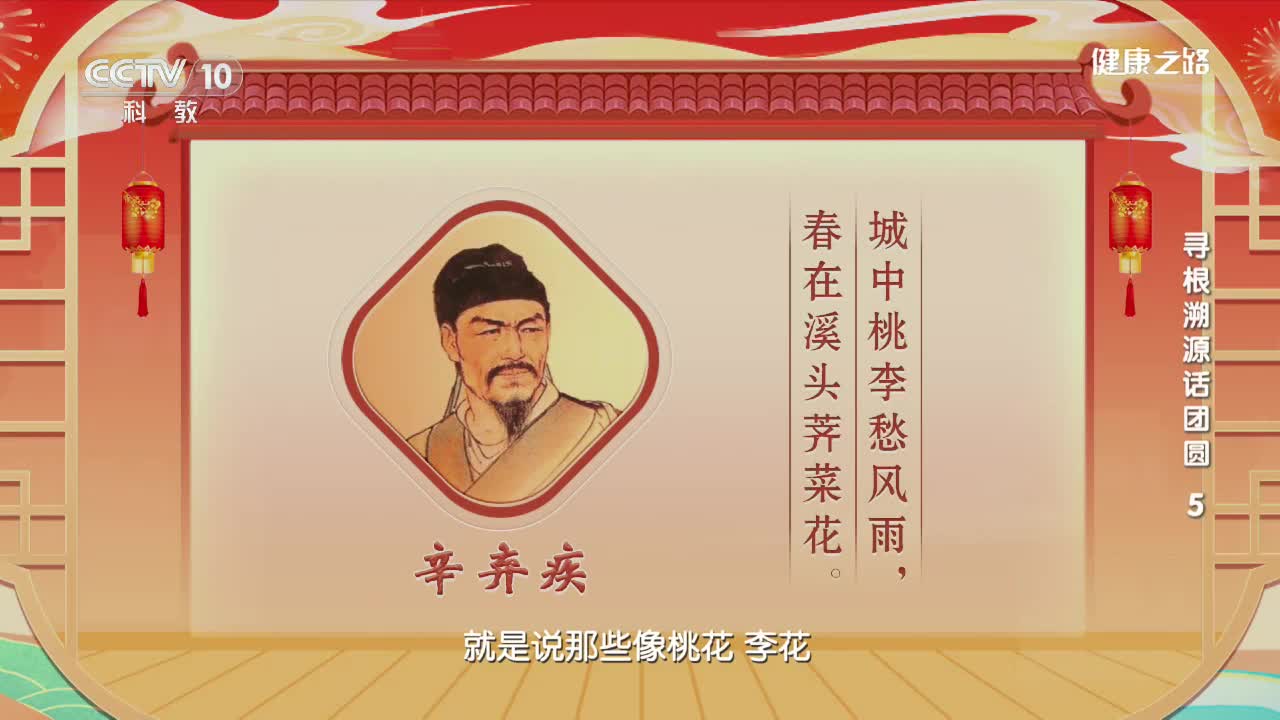 CCTV 10
科教
健康之路
城中桃李愁风雨，
春在溪头荠菜花。
辛弃疾
寻根溯源话团圆 5
就是说那些像桃花 李花